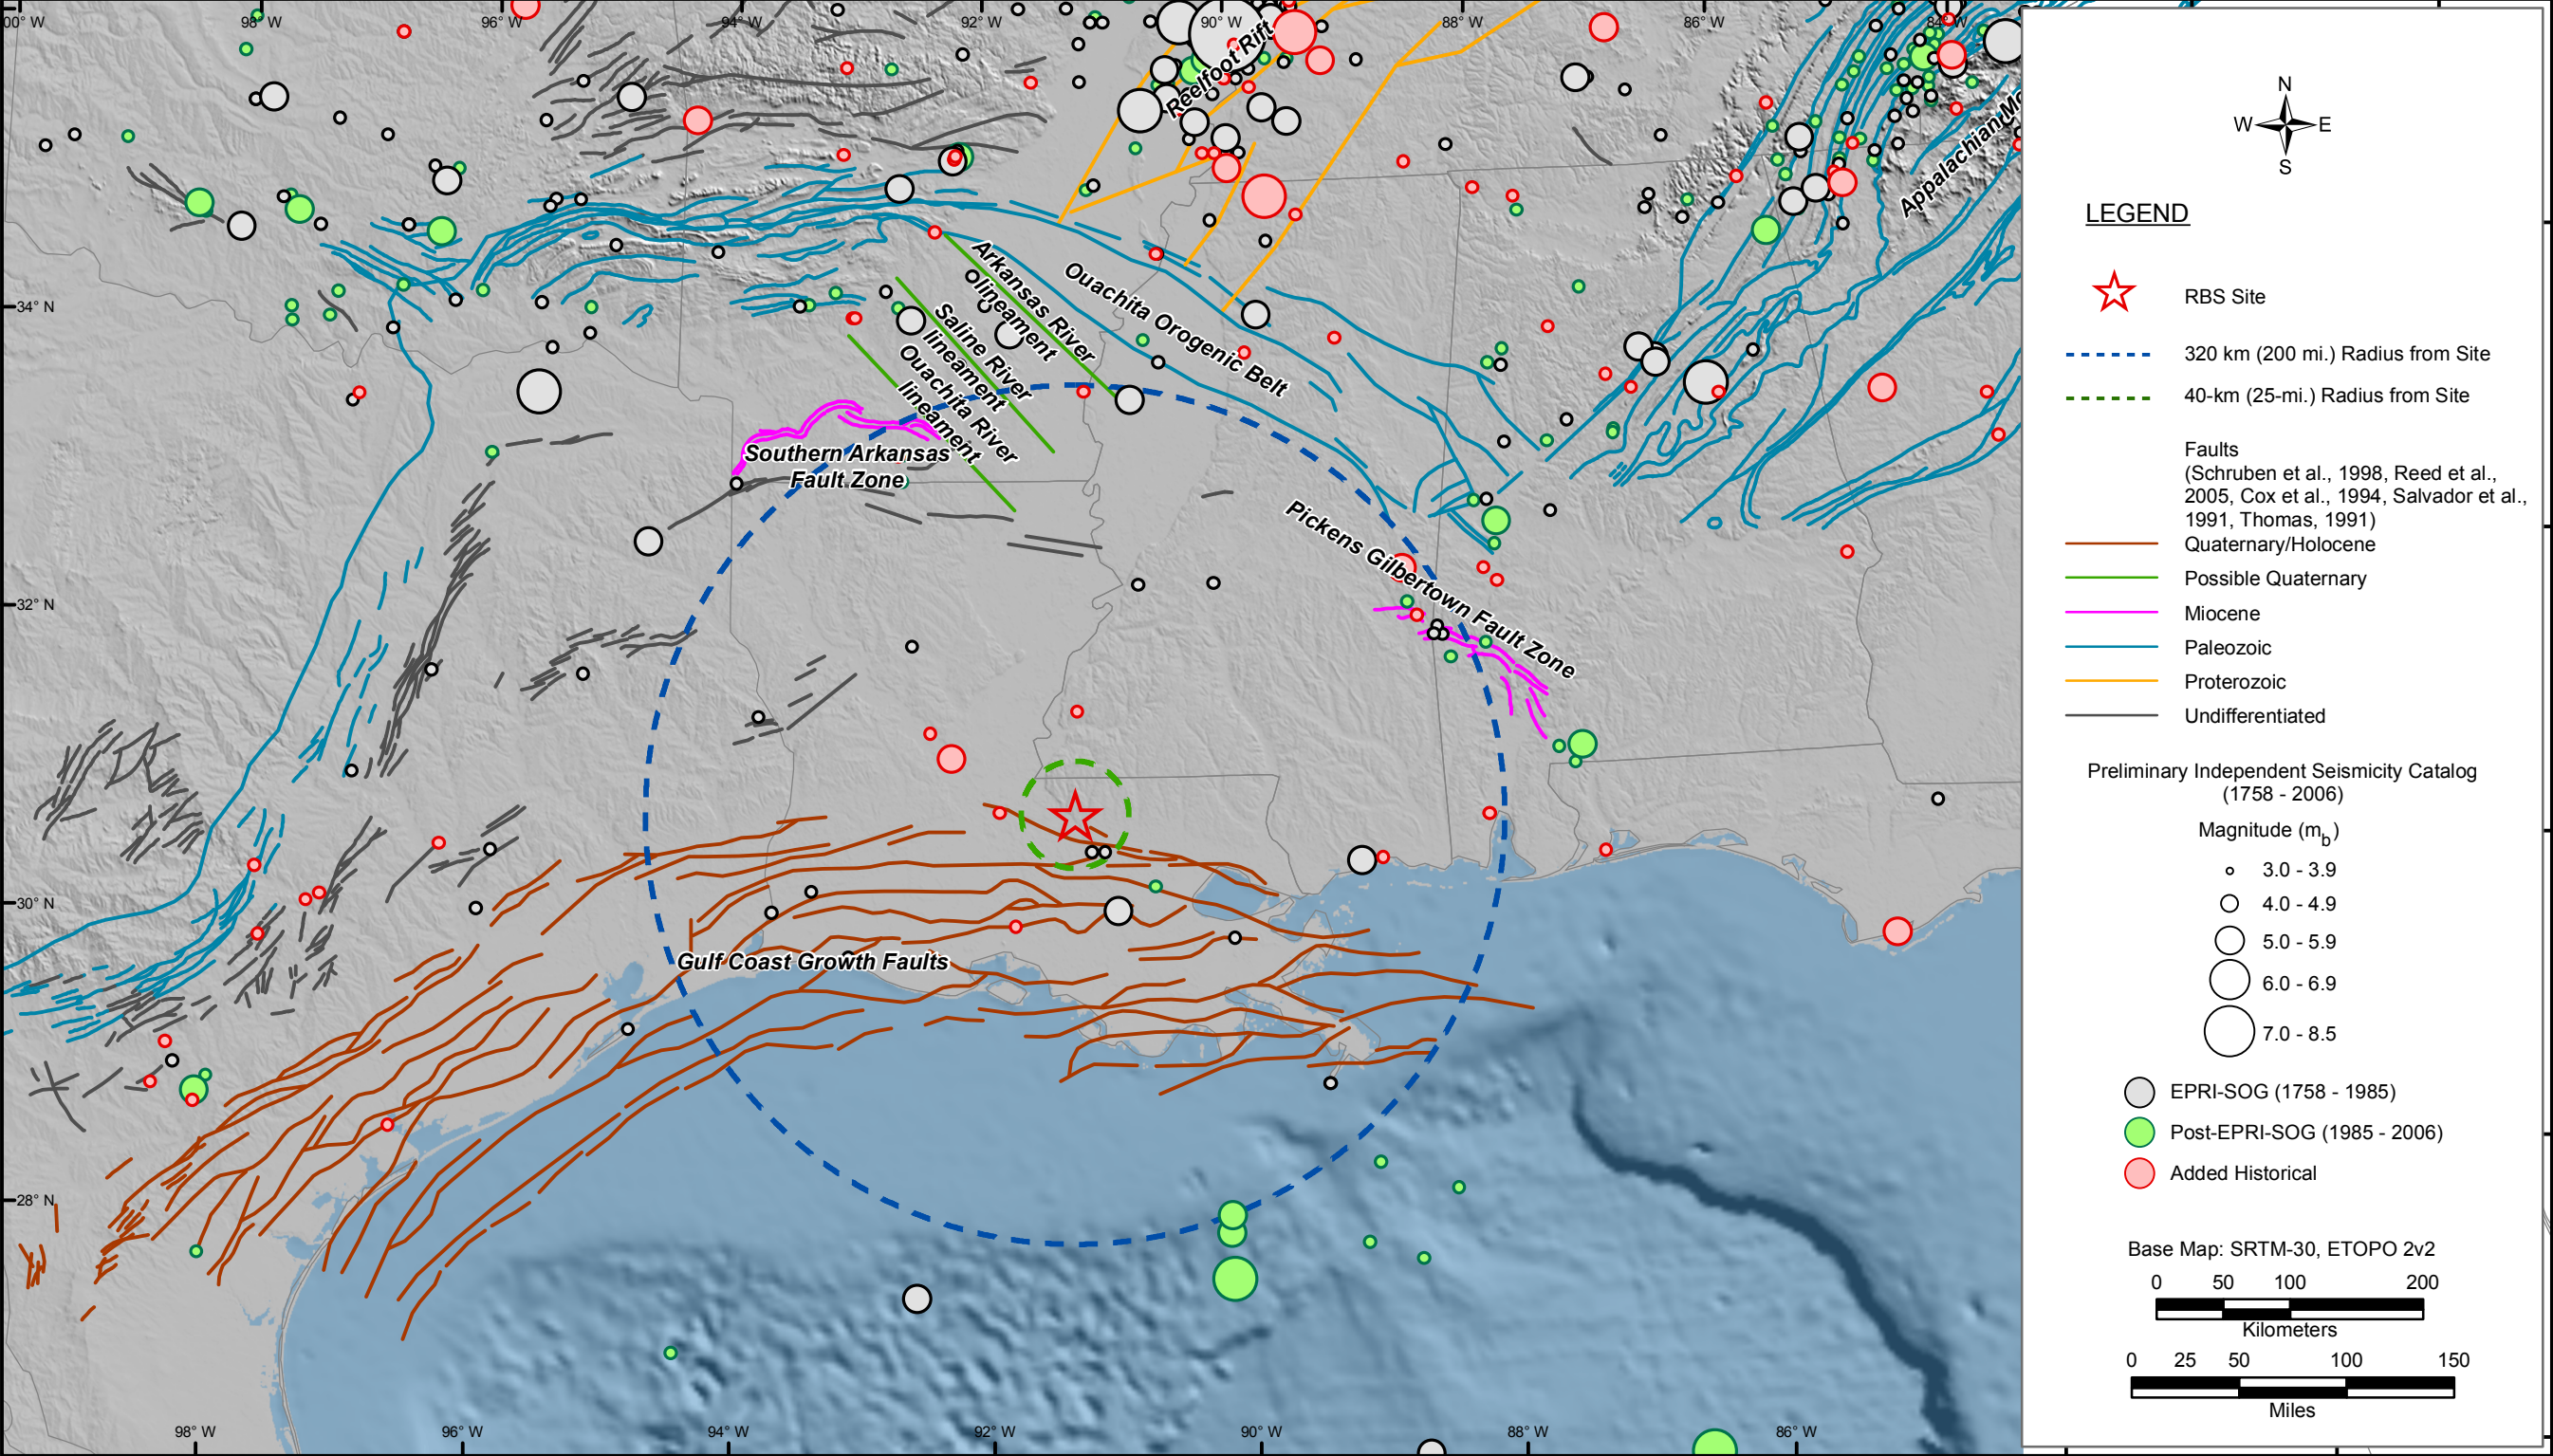 00° W
98° W
96° W
94° W
92° W
90° W
88° W
86° W
84° W
Reelfoot Rift
Appalachian Mo
34° N
Arkansas River
lineament
Saline River
lineament
Ouachita River
lineament
Ouachita Orogenic Belt
Southern Arkansas
Fault Zone
Pickens Gilbertown Fault Zone
32° N
30° N
Gulf Coast Growth Faults
28° N
98° W
96° W
94° W
92° W
90° W
88° W
86° W
N
W
E
S
LEGEND
RBS Site
320 km (200 mi.) Radius from Site
40-km (25-mi.) Radius from Site
Faults
(Schruben et al., 1998, Reed et al.,
2005, Cox et al., 1994, Salvador et al.,
1991, Thomas, 1991)
Quaternary/Holocene
Possible Quaternary
Miocene
Paleozoic
Proterozoic
Undifferentiated
Preliminary Independent Seismicity Catalog
(1758 - 2006)
Magnitude (mb)
3.0 - 3.9
4.0 - 4.9
5.0 - 5.9
6.0 - 6.9
7.0 - 8.5
EPRI-SOG (1758 - 1985)
Post-EPRI-SOG (1985 - 2006)
Added Historical
Base Map: SRTM-30, ETOPO 2v2
0 50 100 200
Kilometers
0 25 50 100 150
Miles